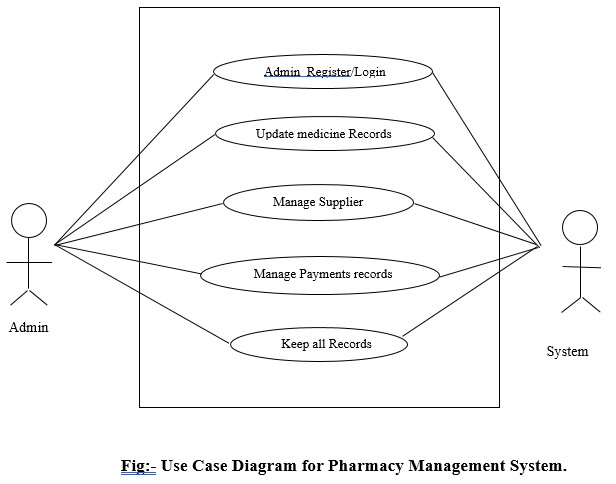 Admin Register/Login
Update medicine Records
Manage Supplier
Manage Payments records
Keep all Records
Admin
System
Fig:- Use Case Diagram for Pharmacy Management System.